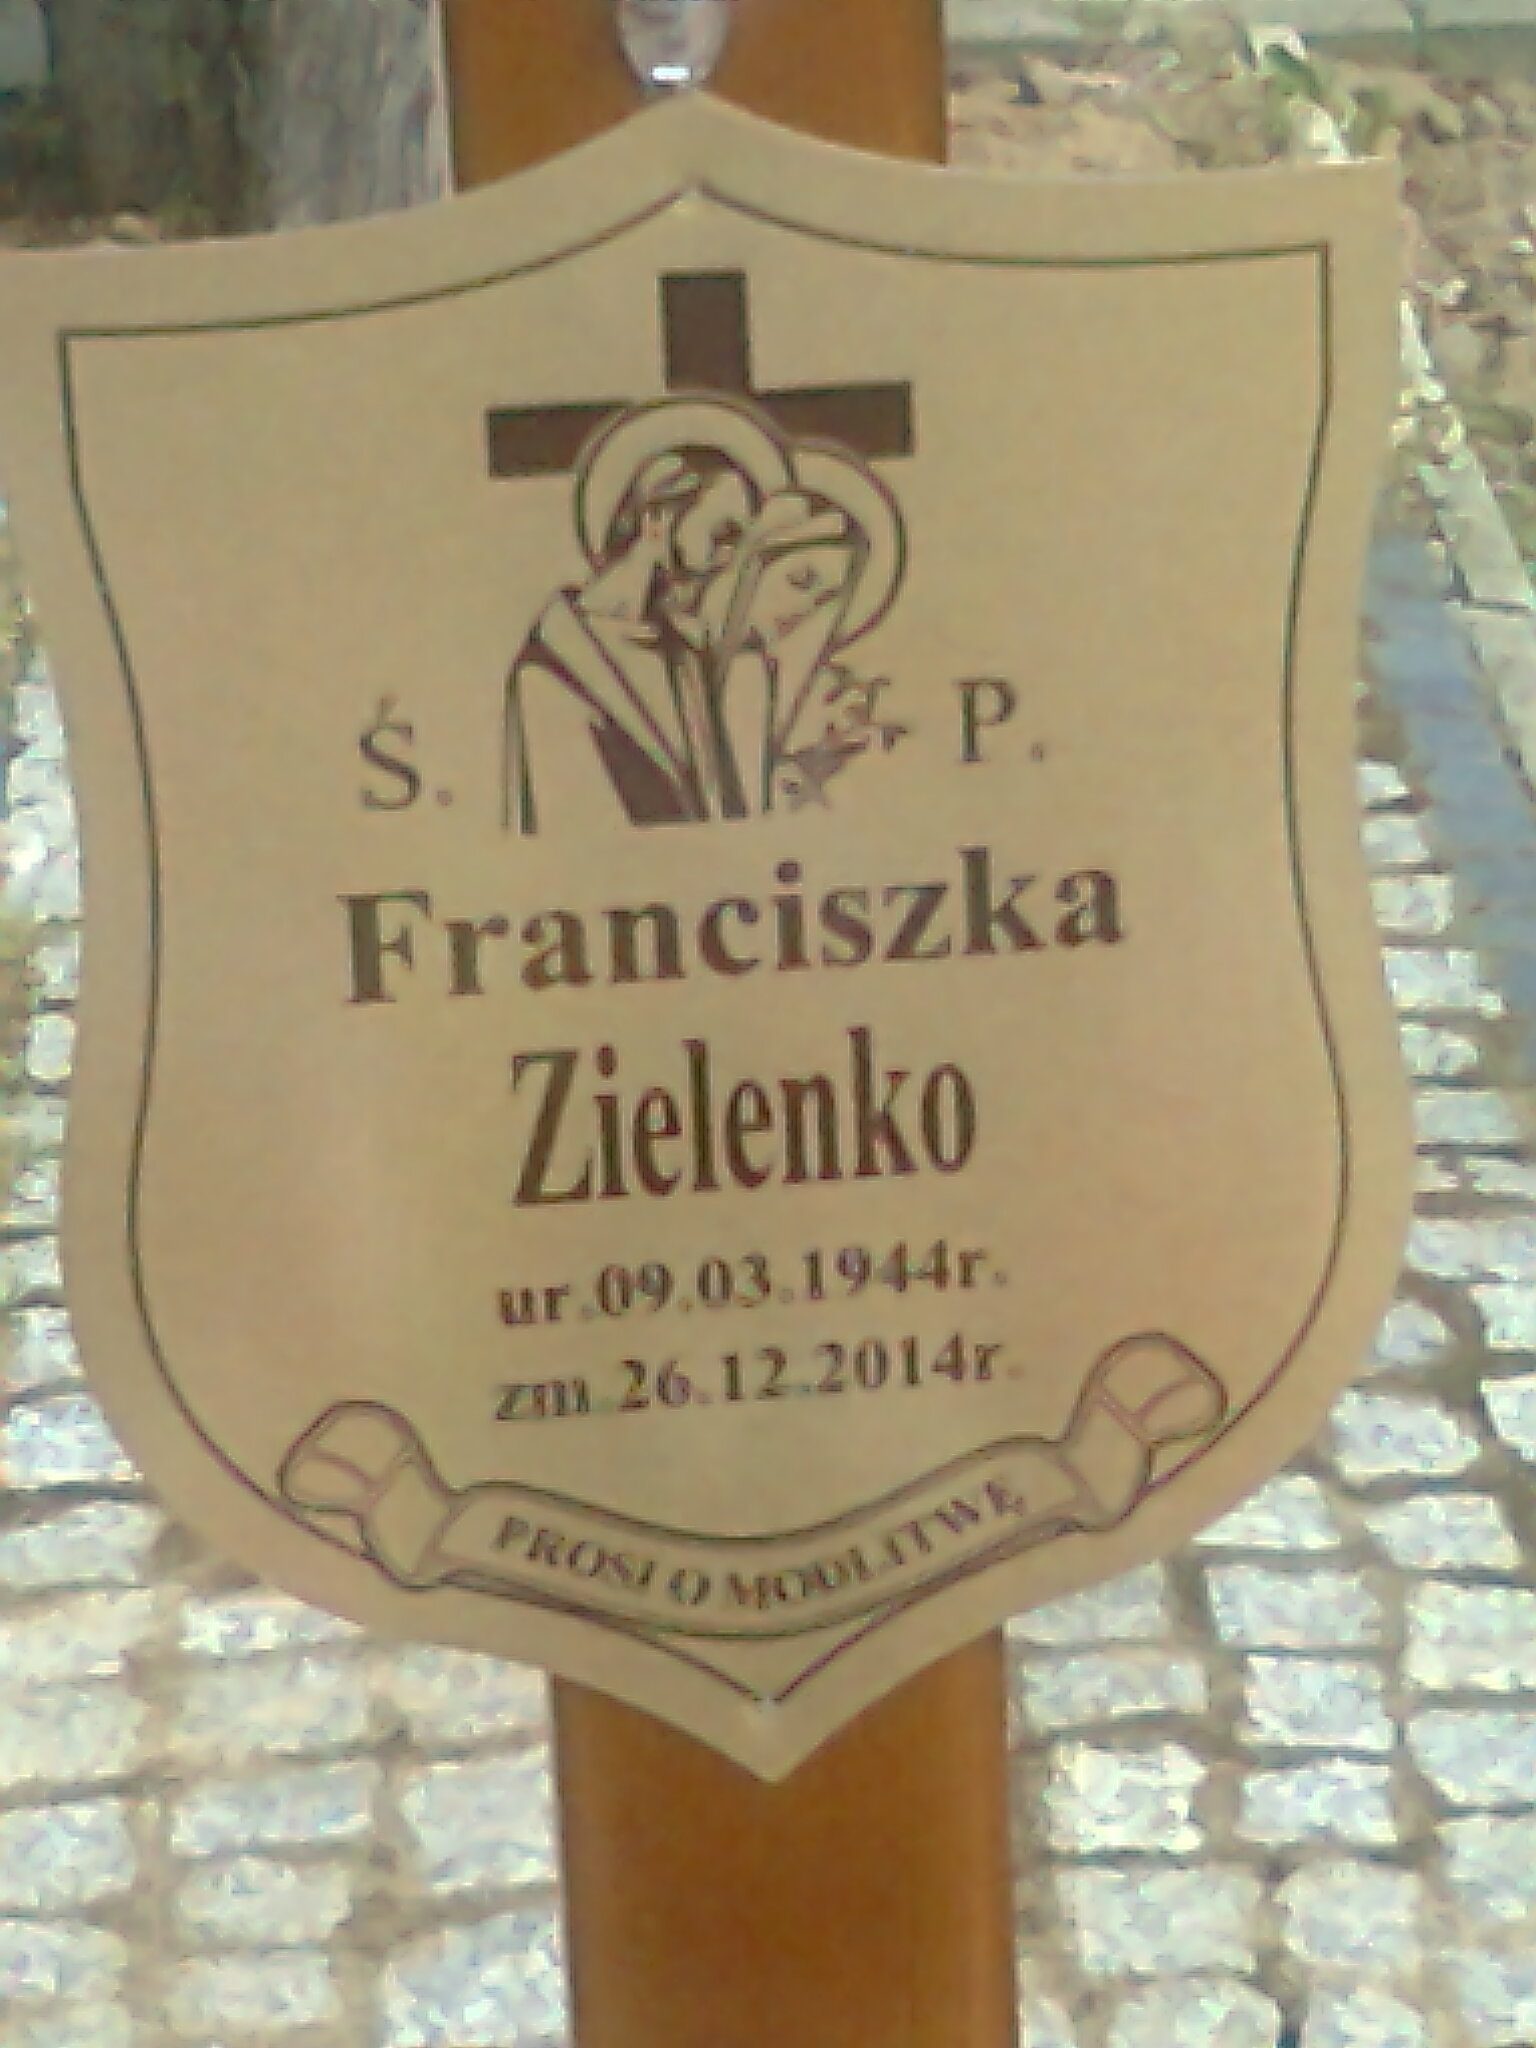 Ś. P.
Franciszka
Zielenko
ur.09.03.1944r.
zm.26.12.2014r.
PROSI O MODLITWĘ